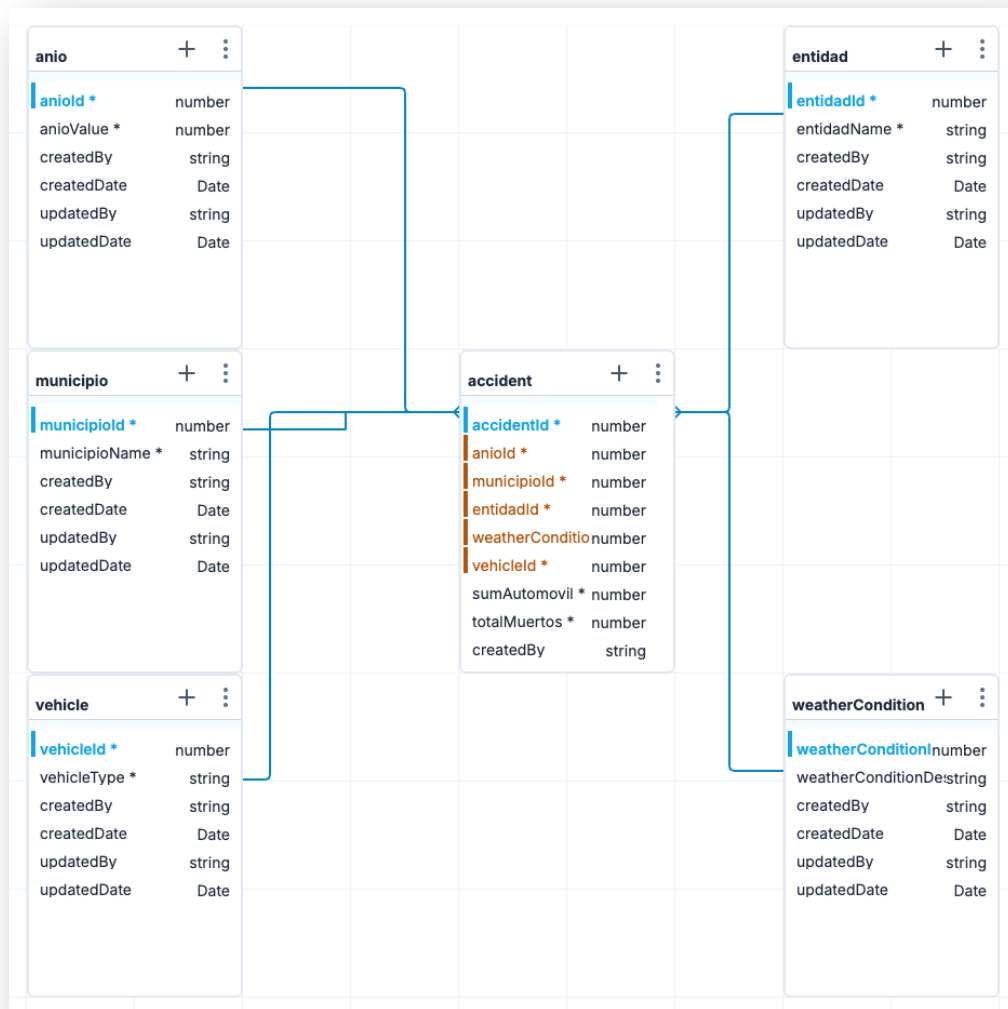 anio
anioId * number
anioValue * number
createdBy string
createdDate Date
updatedBy string
updatedDate Date
entidad
entidadId * number
entidadName * string
createdBy string
createdDate Date
updatedBy string
updatedDate Date
municipio
municipioId * number
municipioName * string
createdBy string
createdDate Date
updatedBy string
updatedDate Date
accident
accidentId * number
anioId * number
municipioId * number
entidadId * number
weatherConditio number
vehicleId * number
sumAutomovil * number
totalMuertos * number
createdBy string
vehicle
vehicleId * number
vehicleType * string
createdBy string
createdDate Date
updatedBy string
updatedDate Date
weatherCondition
weatherConditionI number
weatherConditionDes string
createdBy string
createdDate Date
updatedBy string
updatedDate Date